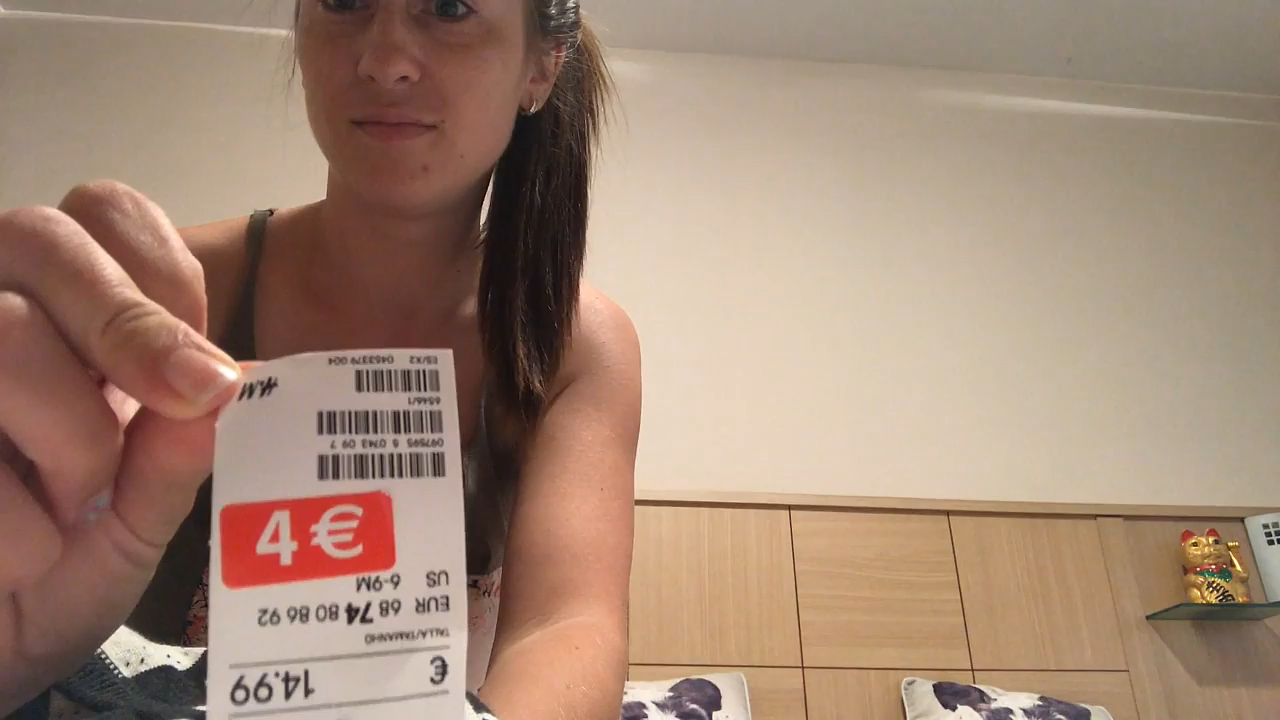 € 14.99
TALLA/TAMANHO
EUR 68 74 80 86 92
US 6-9M
4€
097595 5 0743 09 7
6546/1
ES/X2 0453379 004
H&M